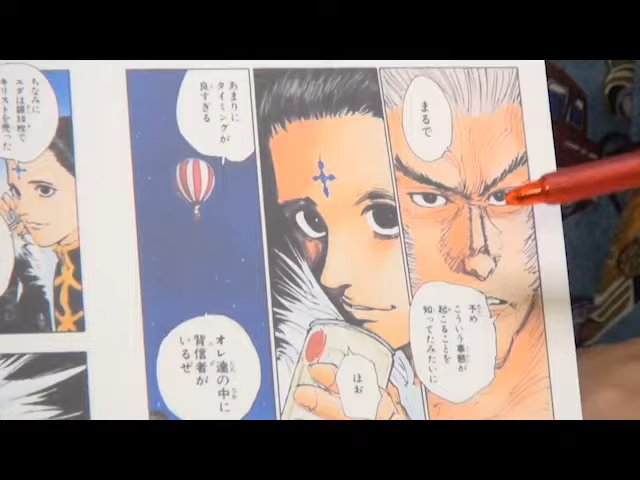 まるで
予め
こういう事態が
起こることを
知ってたみたいに
ほお
あまりに
タイミングが
良すぎる
オレ達の中に
背信者が
いるぜ
ちなみに
ユダは銀30枚で
キリストを売った